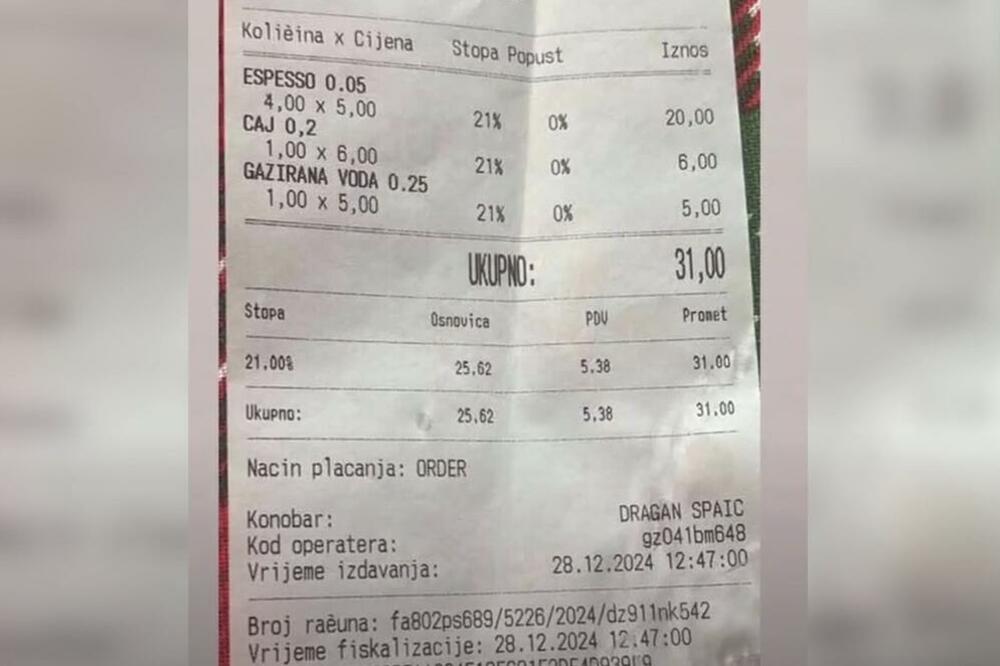 Količina x Cijena Stopa Popust Iznos
ESPESSO 0.05
4,00 x 5,00 21% 0% 20,00
CAJ 0,2
1,00 x 6,00 21% 0% 6,00
GAZIRANA VODA 0.25
1,00 x 5,00 21% 0% 5,00
UKUPNO: 31,00
Stopa Osnovica PDV Promet
21.00% 25.62 5.38 31.00
Ukupno: 25.62 5.38 31.00
Nacin placanja: ORDER
Konobar: DRAGAN SPAIC
Kod operatera: gz041bm648
Vrijeme izdavanja: 28.12.2024 12:47:00
Broj raèuna: fa802ps689/5226/2024/dz911nk542
Vrijeme fiskalizacije: 28.12.2024 12.47:00